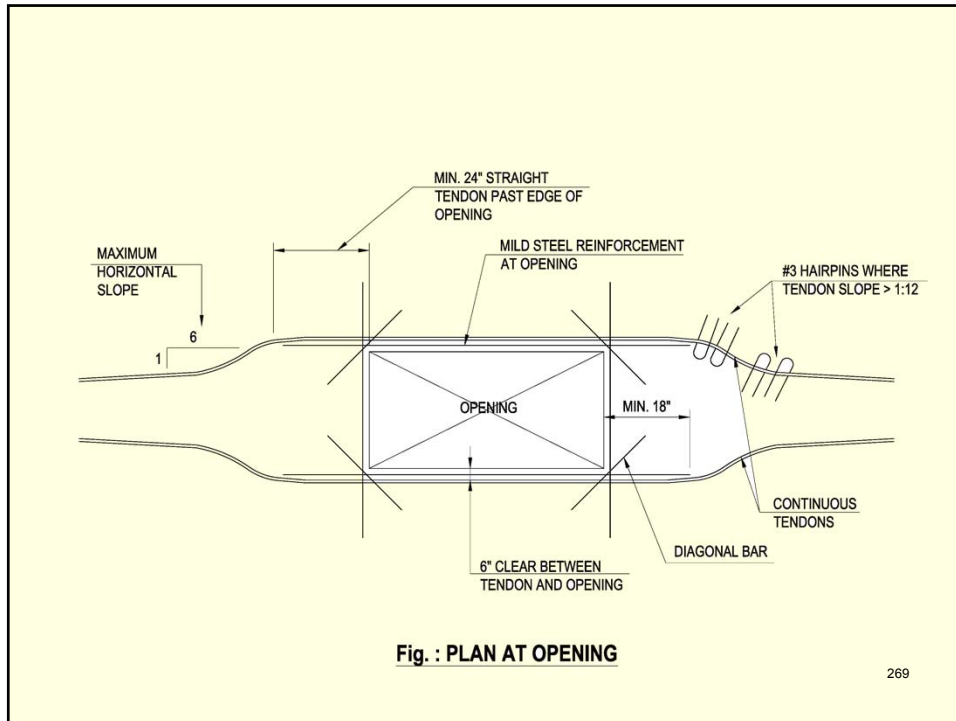 MIN. 24" STRAIGHT
TENDON PAST EDGE OF
OPENING
MAXIMUM
HORIZONTAL
SLOPE
6
1
MILD STEEL REINFORCEMENT
AT OPENING
#3 HAIRPINS WHERE
TENDON SLOPE > 1:12
OPENING
MIN. 18"
CONTINUOUS
TENDONS
DIAGONAL BAR
6" CLEAR BETWEEN
TENDON AND OPENING
Fig. : PLAN AT OPENING
269